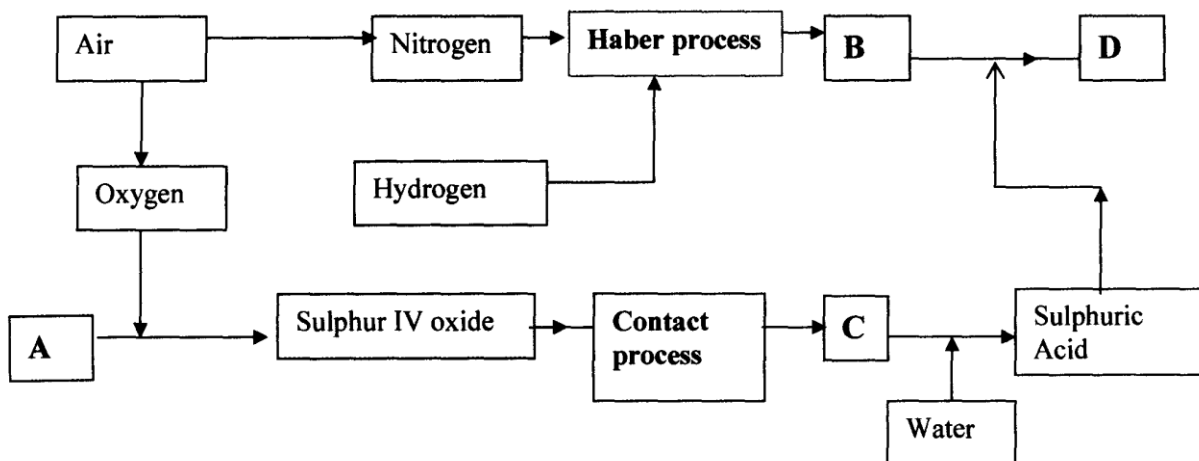 Air
Nitrogen
Haber process
B
D
Oxygen
Hydrogen
A
Sulphur IV oxide
Contact
process
C
Sulphuric
Acid
Water